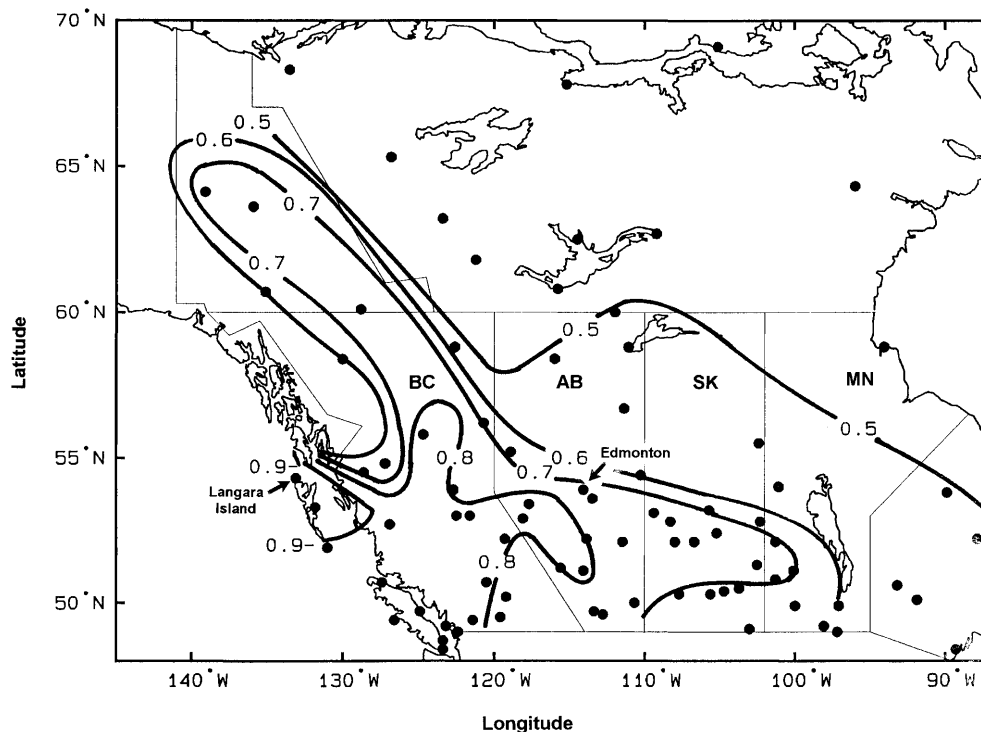 70°N
0.5
0.6
65°N
0.7
0.7
60°N
0.5
Latitude
BC
AB
SK
MN
0.5
55°N
0.9-
0.8
0.6
Edmonton
0.7
Langara
island
0.9-
0.8
50°N
140°W
130°W
120°W
110°W
100°W
90°W
Longitude